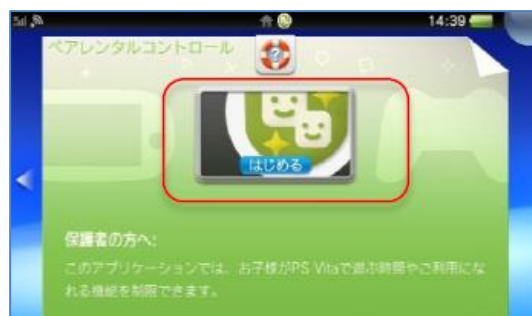 14:39
ペアレンタルコントロール
?
はじめる
保護者の方へ:
このアプリケーションでは、お子様がPS Vitaで遊ぶ時間やご利用にな
れる機能を制限できます。